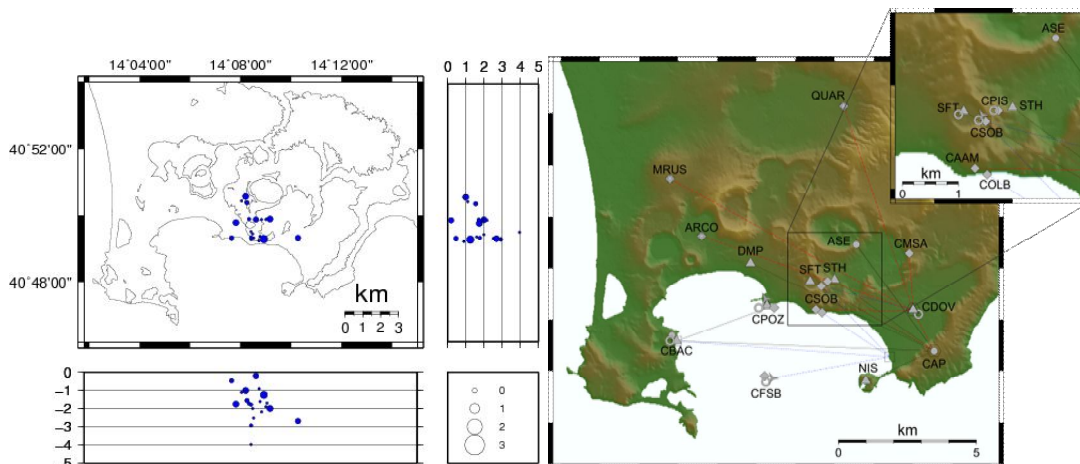 14°04'00" 14°08'00" 14°12'00"
40°52'00"
40°48'00"
km
0 1 2 3
0 1 2 3 4 5
0
−1
−2
−3
−4
5
0
1
2
3
QUAR
MRUS
ARCO
DMP
ASE
CMSA
SFT STH
CSOB
CDOV
CPOZ
CBAC
CAP
NIS
CFSB
km
0 5
ASE
SFT CPIS STH
CSOB
CAAM
COLB
0 1